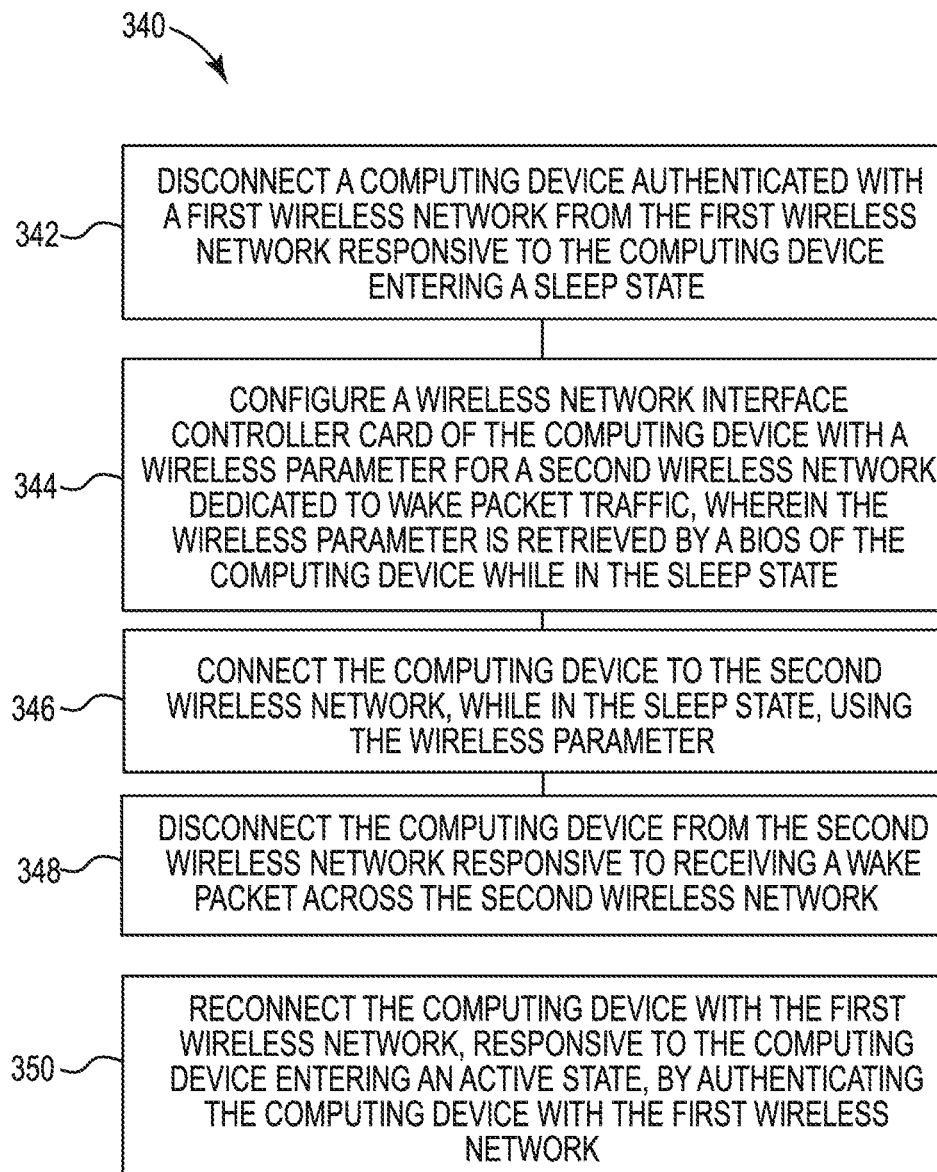 340
342
DISCONNECT A COMPUTING DEVICE AUTHENTICATED WITH
A FIRST WIRELESS NETWORK FROM THE FIRST WIRELESS
NETWORK RESPONSIVE TO THE COMPUTING DEVICE
ENTERING A SLEEP STATE
344
CONFIGURE A WIRELESS NETWORK INTERFACE
CONTROLLER CARD OF THE COMPUTING DEVICE WITH A
WIRELESS PARAMETER FOR A SECOND WIRELESS NETWORK
DEDICATED TO WAKE PACKET TRAFFIC, WHEREIN THE
WIRELESS PARAMETER IS RETRIEVED BY A BIOS OF THE
COMPUTING DEVICE WHILE IN THE SLEEP STATE
346
CONNECT THE COMPUTING DEVICE TO THE SECOND
WIRELESS NETWORK, WHILE IN THE SLEEP STATE, USING
THE WIRELESS PARAMETER
348
DISCONNECT THE COMPUTING DEVICE FROM THE SECOND
WIRELESS NETWORK RESPONSIVE TO RECEIVING A WAKE
PACKET ACROSS THE SECOND WIRELESS NETWORK
350
RECONNECT THE COMPUTING DEVICE WITH THE FIRST
WIRELESS NETWORK, RESPONSIVE TO THE COMPUTING
DEVICE ENTERING AN ACTIVE STATE, BY AUTHENTICATING
THE COMPUTING DEVICE WITH THE FIRST WIRELESS
NETWORK